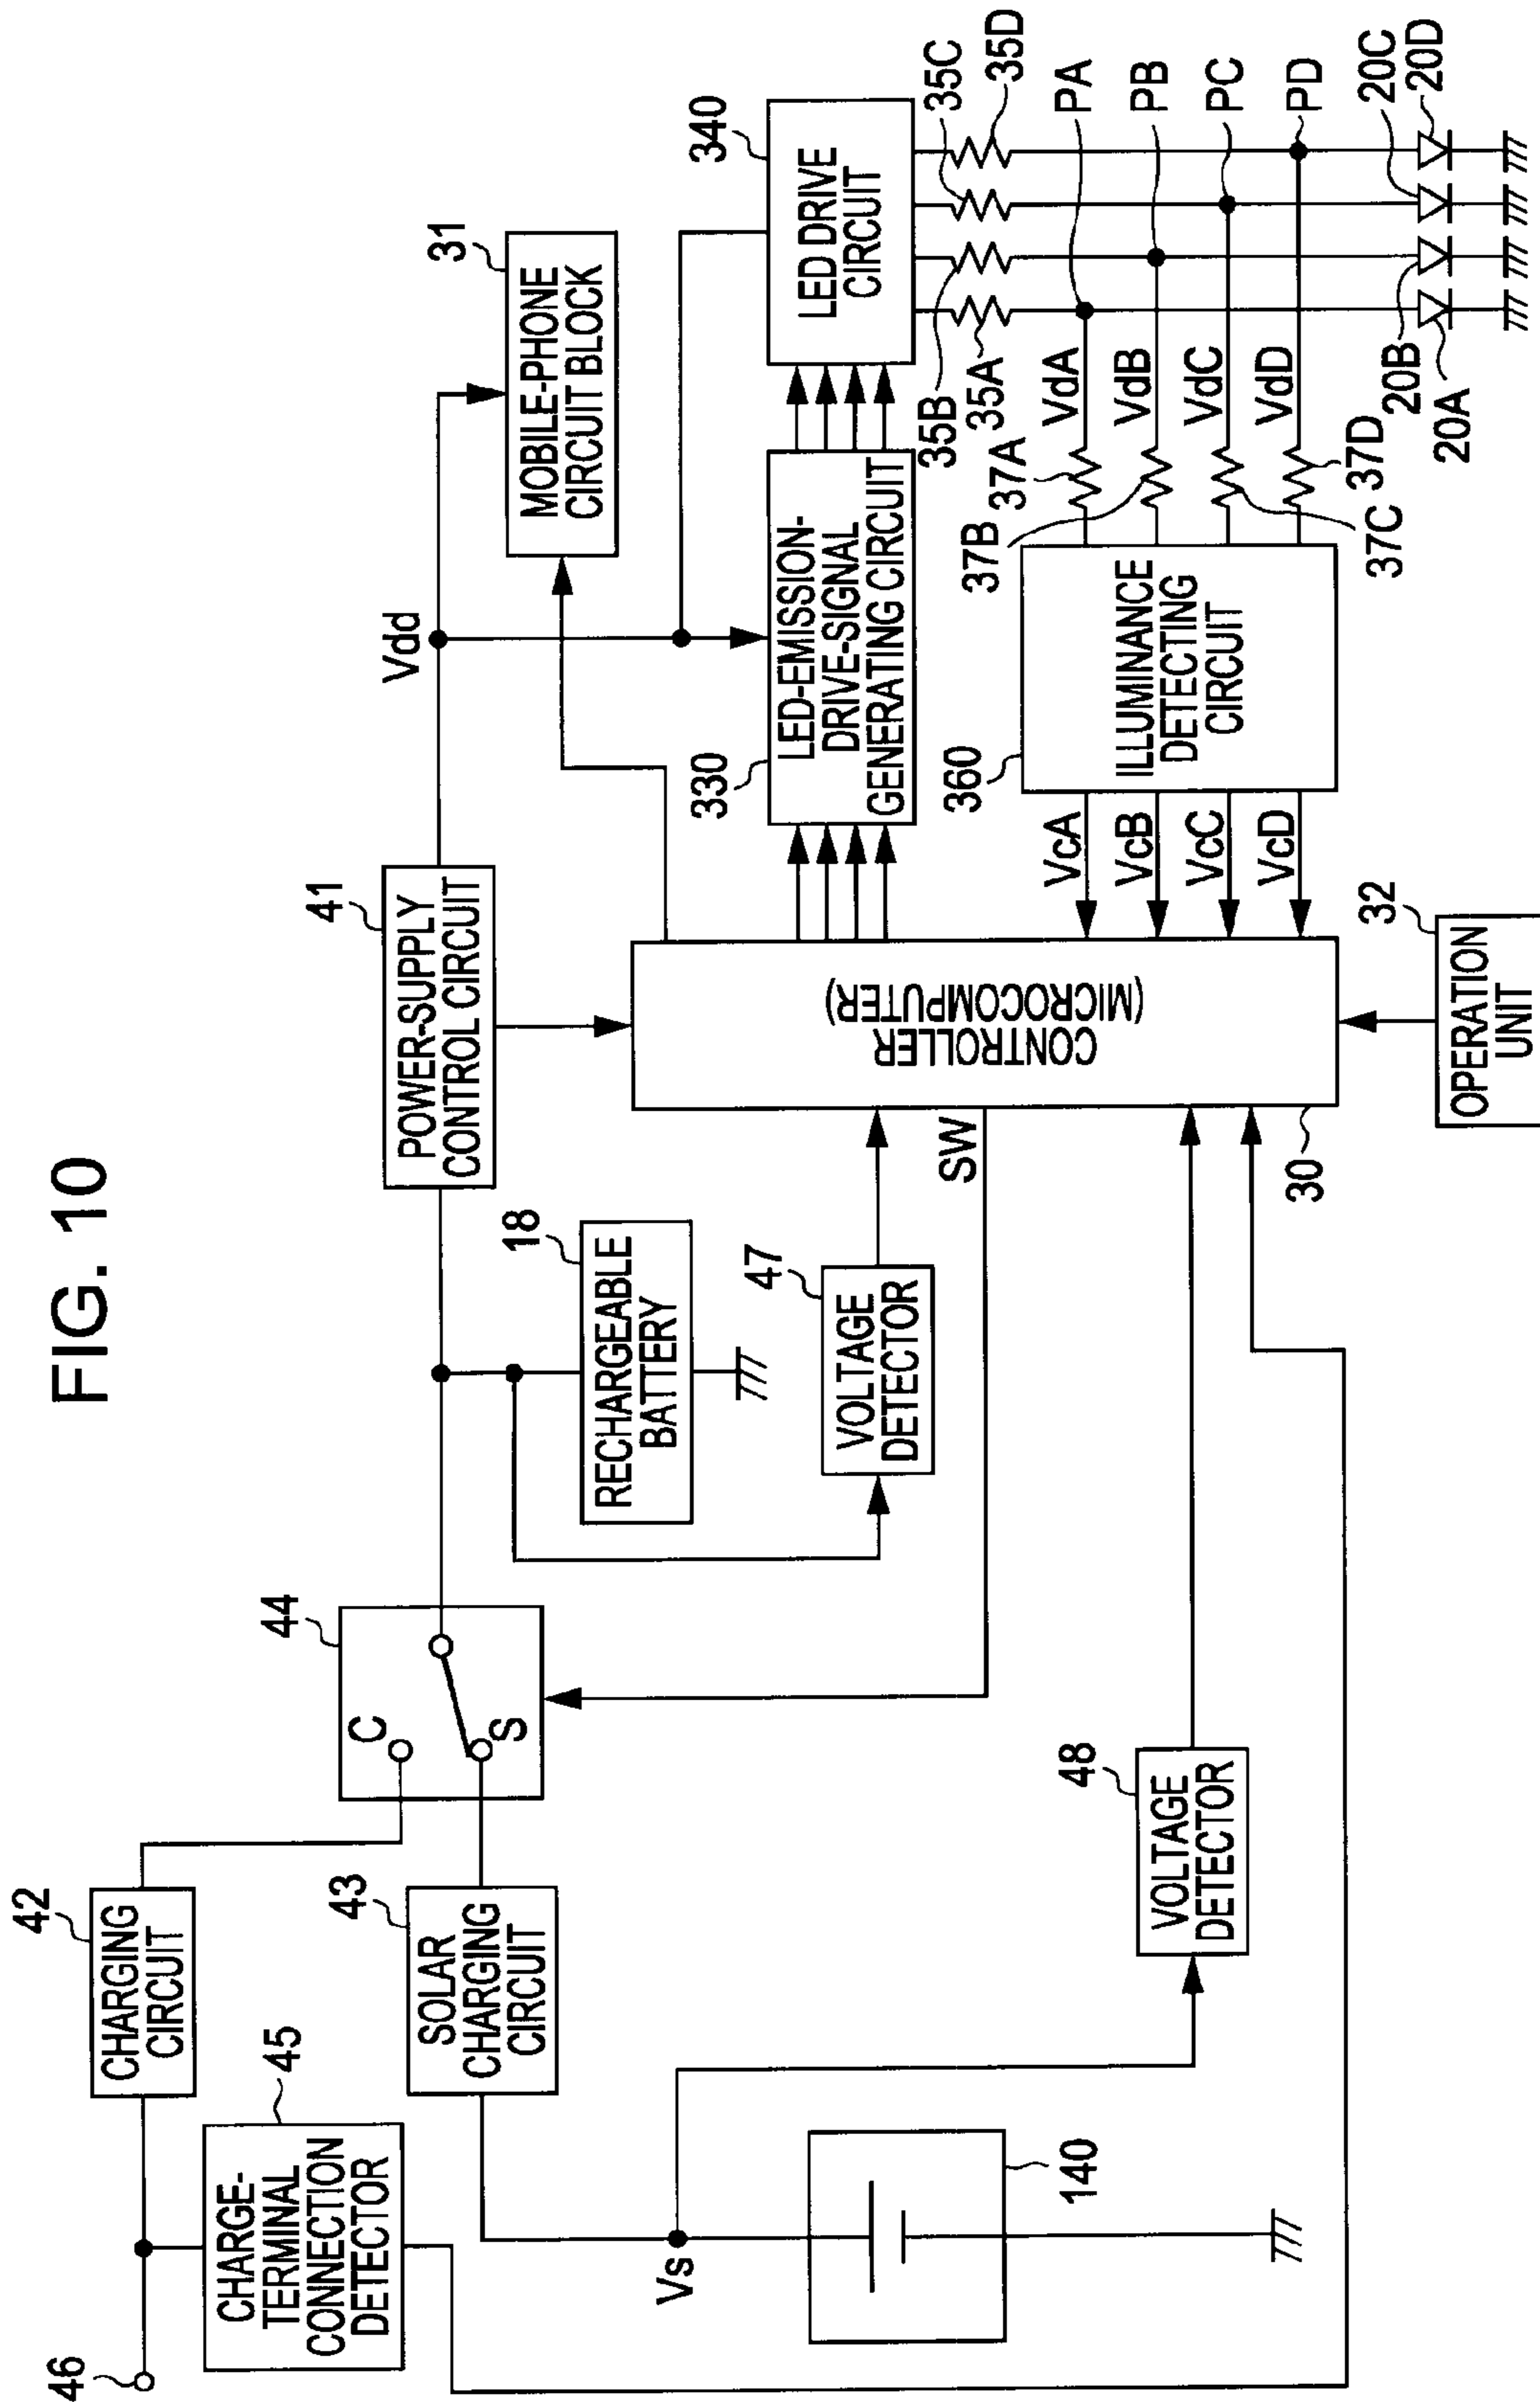 FIG. 10
46
42
CHARGING
CIRCUIT
45
CHARGE-
TERMINAL
CONNECTION
DETECTOR
43
SOLAR
CHARGING
CIRCUIT
44
C
S
41
POWER-SUPPLY
CONTROL CIRCUIT
Vdd
31
MOBILE-PHONE
CIRCUIT BLOCK
18
RECHARGEABLE
BATTERY
47
VOLTAGE
DETECTOR
SW
CONTROLLER
(MICROCOMPUTER)
30
330
LED-EMISSION-
DRIVE-SIGNAL
GENERATING CIRCUIT
340
LED DRIVE
CIRCUIT
35A
35B
35C
35D
PA
PB
PC
PD
VdA
VdB
VdC
VdD
37A
37B
37C
37D
360
ILLUMINANCE
DETECTING
CIRCUIT
VcA
VcB
VcC
VcD
20A
20B
20C
20D
Vs
140
48
VOLTAGE
DETECTOR
32
OPERATION
UNIT